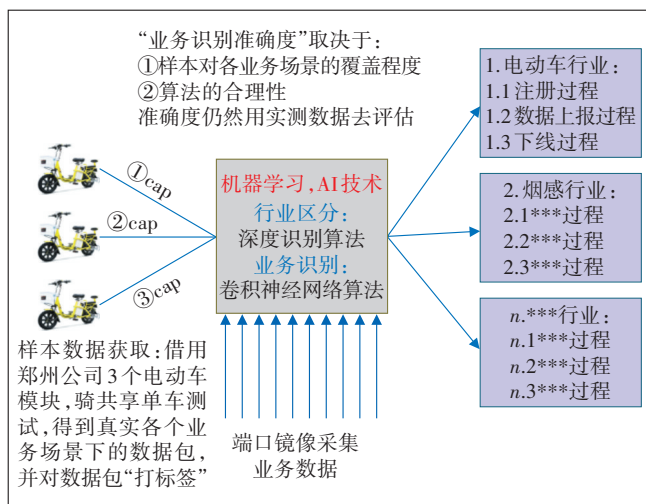 “业务识别准确度”取决于:
①样本对各业务场景的覆盖程度
②算法的合理性
准确度仍然用实测数据去评估
①cap
②cap
③cap
机器学习,AI技术
行业区分:
深度识别算法
业务识别:
卷积神经网络算法
1.电动车行业:
1.1注册过程
1.2数据上报过程
1.3下线过程
2.烟感行业:
2.1***过程
2.2***过程
2.3***过程
n.***行业:
n.1***过程
n.2***过程
n.3***过程
样本数据获取:借用
郑州公司3个电动车
模块,骑共享单车测
试,得到真实各个业
务场景下的数据包,
并对数据包“打标签”
端口镜像采集
业务数据